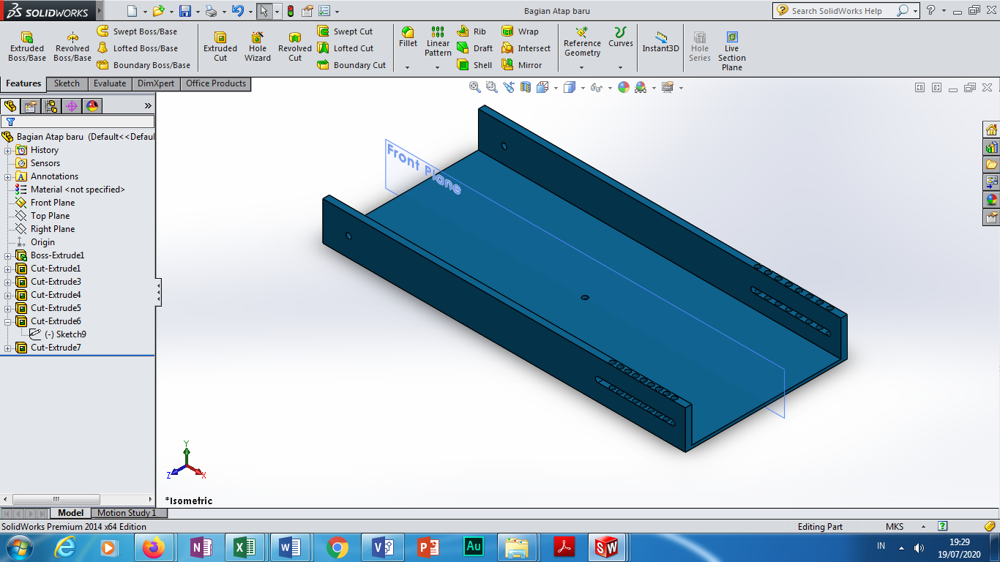 SOLIDWORKS
Bagian Atap baru
Search SolidWorks Help
Extruded Boss/Base
Revolved Boss/Base
Swept Boss/Base
Lofted Boss/Base
Boundary Boss/Base
Extruded Cut
Hole Wizard
Revolved Cut
Swept Cut
Lofted Cut
Boundary Cut
Fillet
Linear Pattern
Rib
Draft
Shell
Wrap
Intersect
Mirror
Reference Geometry
Curves
Instant3D
Hole Series
Live Section Plane
Features
Sketch
Evaluate
DimXpert
Office Products
Bagian Atap baru (Default<<Defaul
History
Sensors
Annotations
Material <not specified>
Front Plane
Top Plane
Right Plane
Origin
Boss-Extrude1
Cut-Extrude1
Cut-Extrude3
Cut-Extrude4
Cut-Extrude5
Cut-Extrude6
(-) Sketch9
Cut-Extrude7
Front Plane
Y
Z
X
*Isometric
Model
Motion Study 1
SolidWorks Premium 2014 x64 Edition
Editing Part
MKS
IN
19:29
19/07/2020